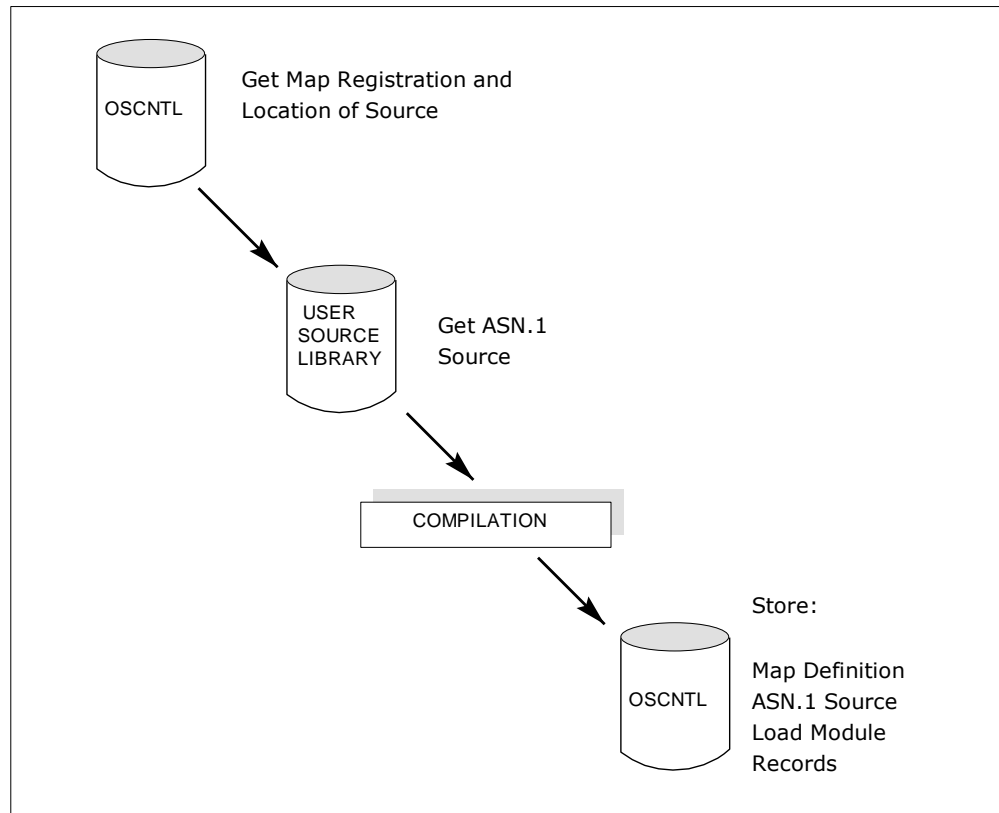 OSCNTL
Get Map Registration and
Location of Source
USER
SOURCE
LIBRARY
Get ASN.1
Source
COMPILATION
OSCNTL
Store:
Map Definition
ASN.1 Source
Load Module
Records